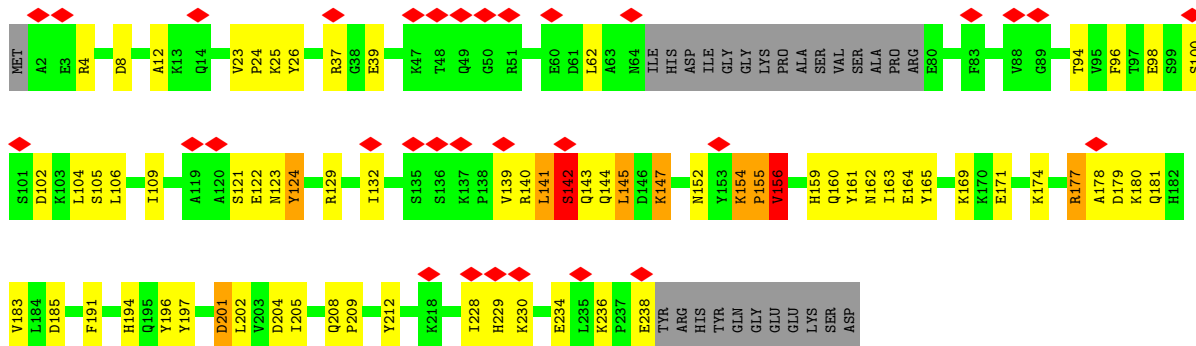 MET A2 E3 R4 D8 A12 K13 Q14 V23 P24 K25 Y26 R37 G38 E39 K47 T48 Q49 G50 R51 E60 D61 L62 A63 N64 ILE HIS ASP ILE GLY GLY LYS PRO ALA SER VAL SER ALA PRO ARG E80 F83 V88 G89 T94 V95 F96 T97 E98 S99 S100
S101 D102 K103 L104 S105 L106 I109 A119 A120 S121 E122 N123 Y124 R129 I132 S135 S136 K137 P138 V139 R140 L141 S142 Q143 Q144 L145 D146 K147 N152 Y153 K154 P155 V156 H159 Q160 Y161 N162 I163 E164 Y165 K169 K170 E171 K174 R177 A178 D179 K180 Q181 H182
V183 L184 D185 F191 H194 Q195 Y196 Y197 D201 L202 V203 D204 I205 Q208 P209 Y212 K218 I228 H229 K230 E234 L235 K236 P237 E238 TYR ARG HIS TYR GLN GLY GLU GLU LYS SER ASP